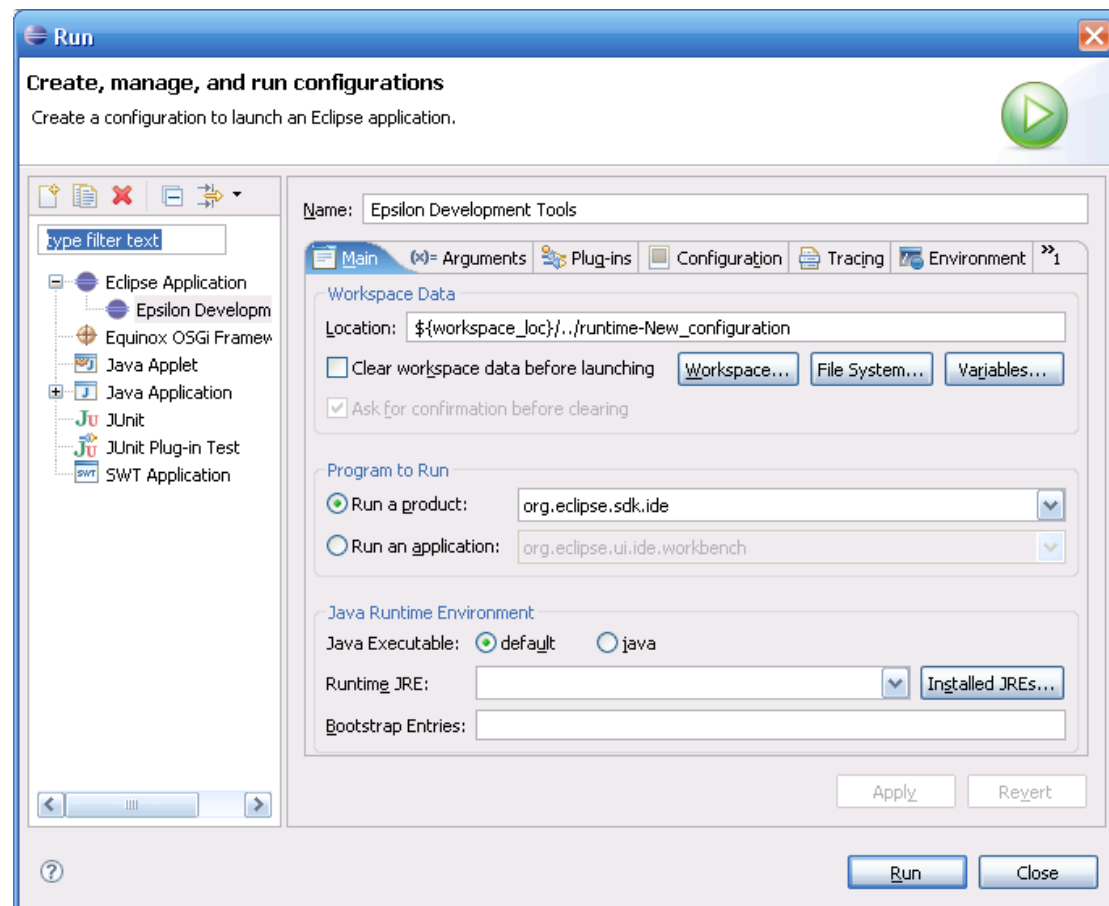 Run
Create, manage, and run configurations
Create a configuration to launch an Eclipse application.
type filter text
Eclipse Application
Epsilon Developm
Equinox OSGi Framew
Java Applet
Java Application
Ju JUnit
Ju JUnit Plug-in Test
SWT SWT Application
Name: Epsilon Development Tools
Main (x)= Arguments Plug-ins Configuration Tracing Environment »1
Workspace Data
Location: ${workspace_loc}/../runtime-New_configuration
Clear workspace data before launching Workspace... File System... Variables...
Ask for confirmation before clearing
Program to Run
Run a product: org.eclipse.sdk.ide
Run an application: org.eclipse.ui.ide.workbench
Java Runtime Environment
Java Executable: default java
Runtime JRE: Installed JREs...
Bootstrap Entries:
Apply Revert
Run Close